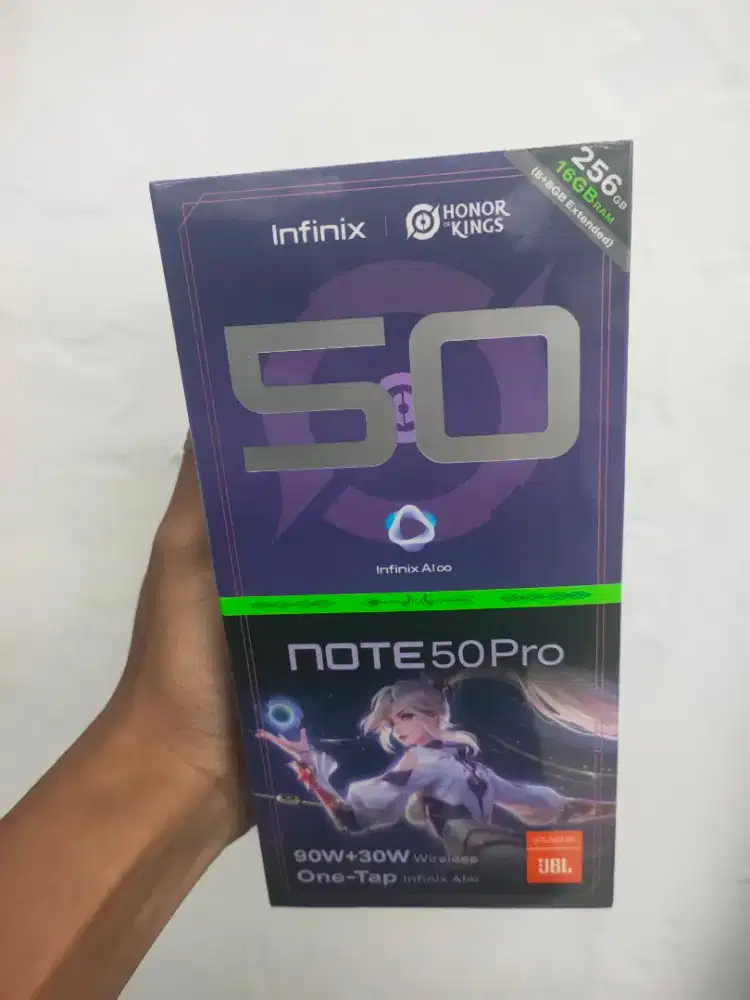 Infinix
HONOR
OF KINGS
256GB
16GB RAM
(8+8GB Extended)
50
Infinix AI∞
NOTE 50 Pro
90W+30W Wireless
One-Tap Infinix AI∞
JBL